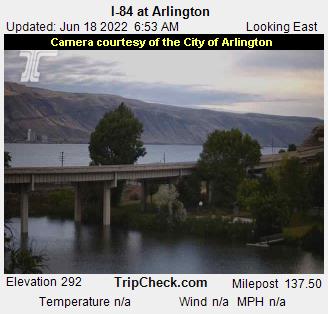 I-84 at Arlington
Updated: Jun 18 2022 6:53 AM Looking East
Camera courtesy of the City of Arlington
Elevation 292 TripCheck.com Milepost 137.50
Temperature n/a Wind n/a MPH n/a